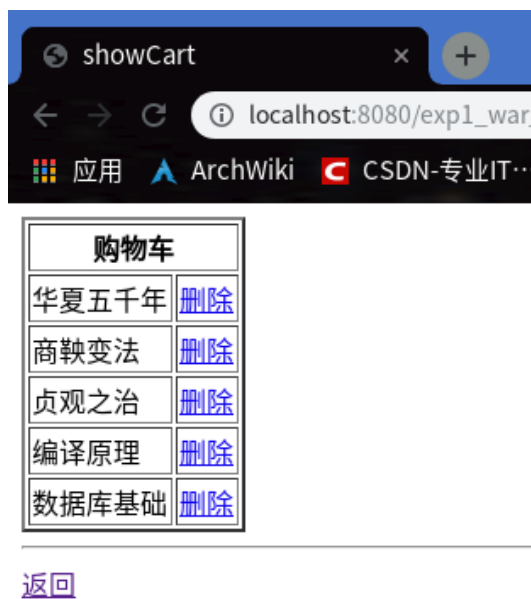 showCart
localhost:8080/exp1_war
应用 ArchWiki CSDN-专业IT…
购物车
华夏五千年 删除
商鞅变法 删除
贞观之治 删除
编译原理 删除
数据库基础 删除
返回